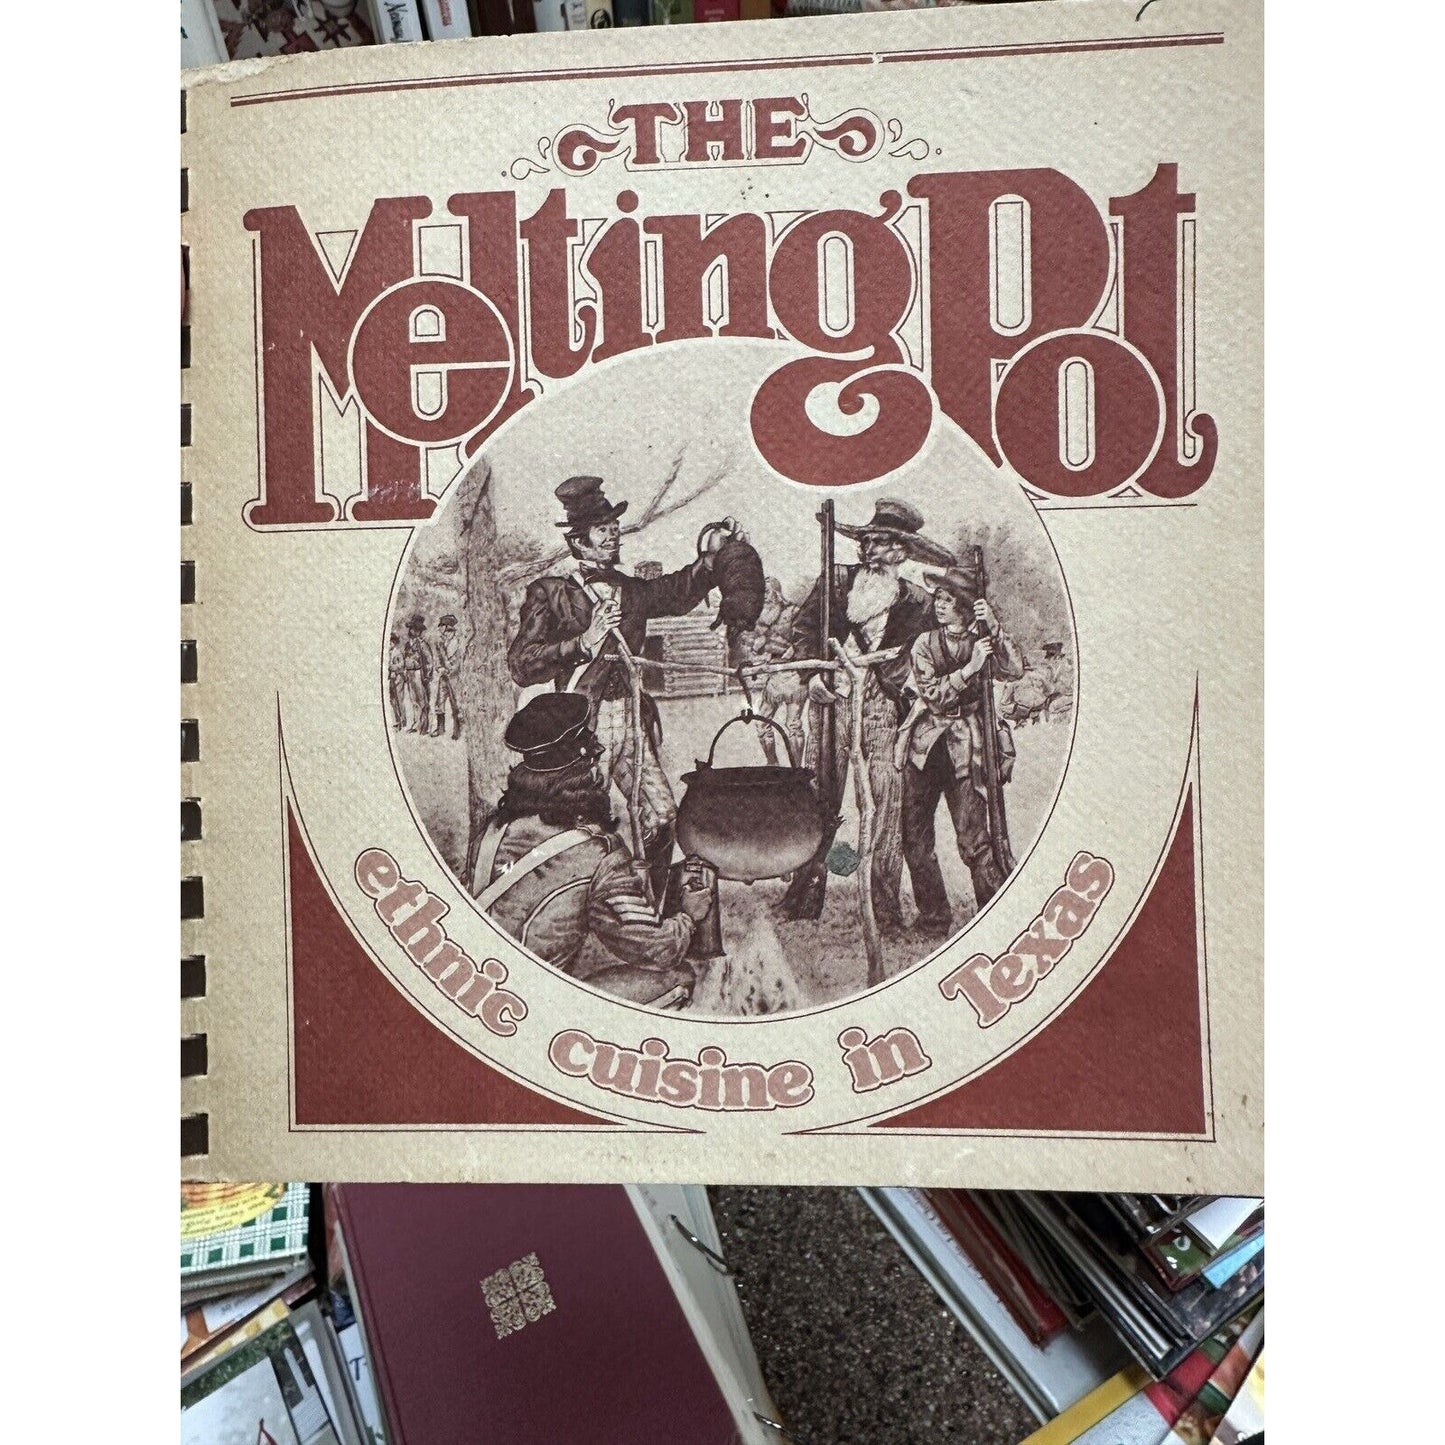 THE
Melting Pot
ethnic cuisine in Texas